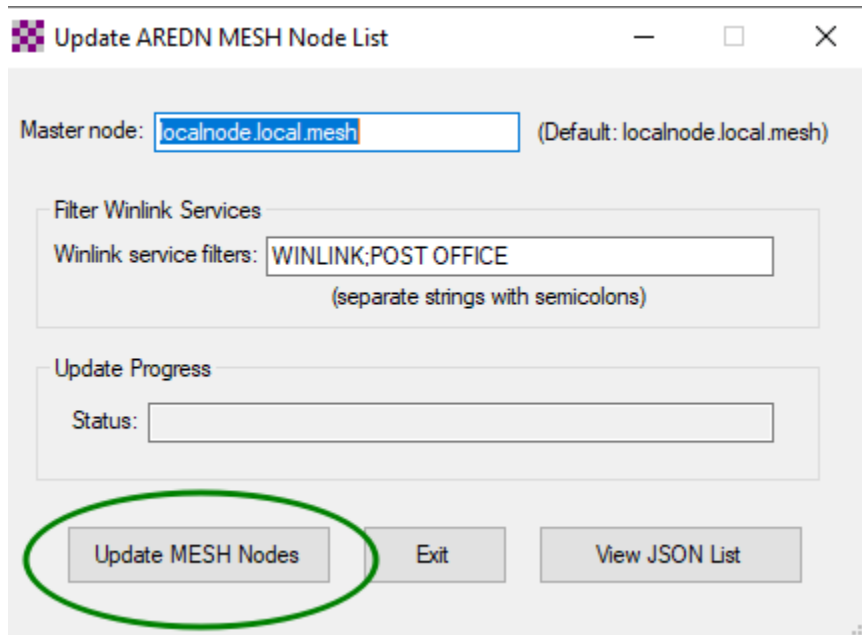 Update AREDN MESH Node List
Master node: localnode.local.mesh (Default: localnode.local.mesh)
Filter Winlink Services
Winlink service filters: WINLINK;POST OFFICE
(separate strings with semicolons)
Update Progress
Status:
Update MESH Nodes Exit View JSON List